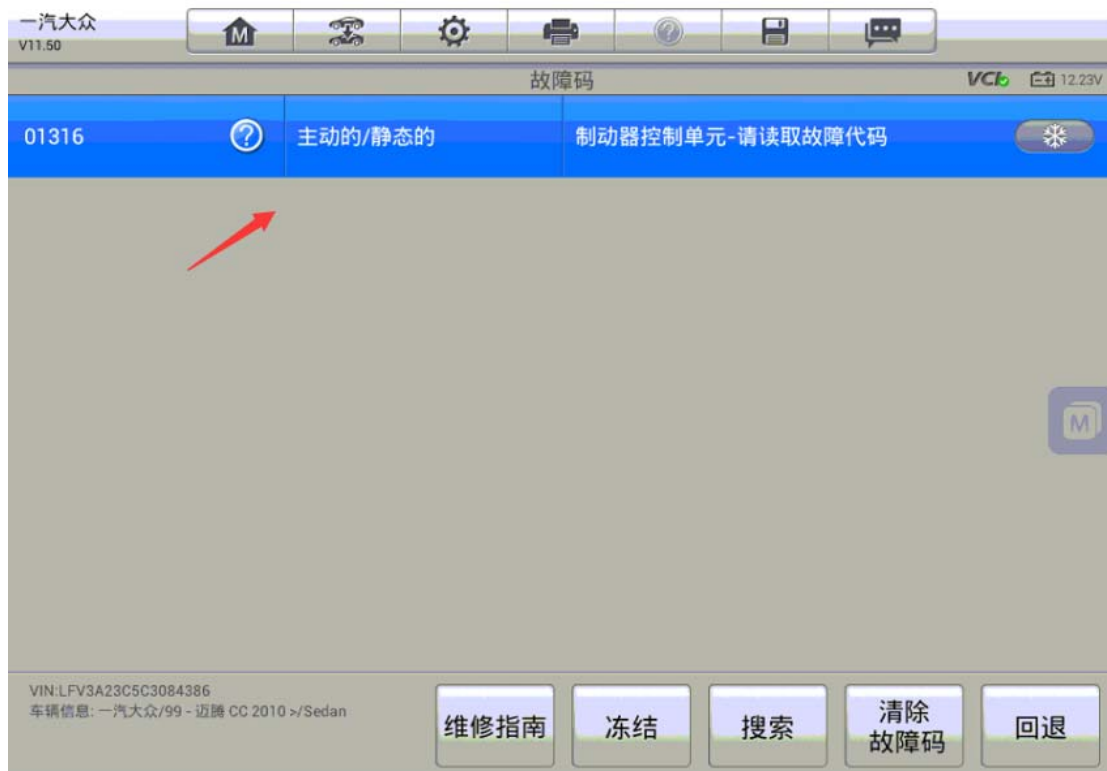 一汽大众
V11.50
故障码
VCI 12.23V
01316 主动的/静态的 制动器控制单元-请读取故障代码
M
VIN:LFV3A23C5C3084386
车辆信息: 一汽大众/99 - 迈腾 CC 2010 >/Sedan
维修指南 冻结 搜索 清除 回退
故障码